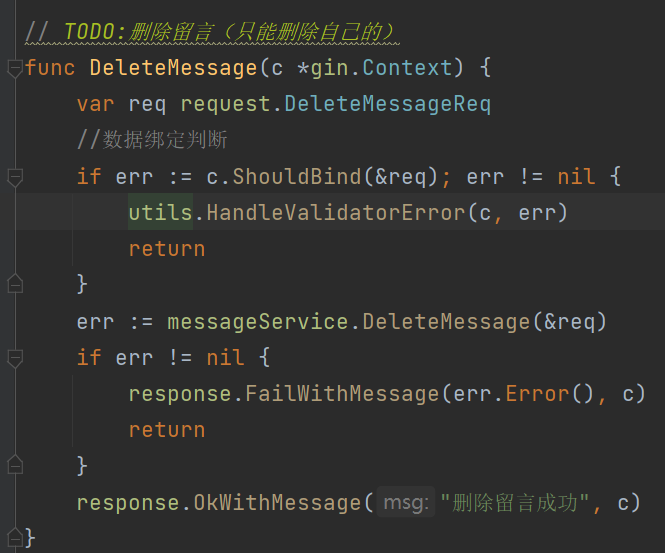 // TODO:删除留言（只能删除自己的）
func DeleteMessage(c *gin.Context) {
    var req request.DeleteMessageReq
    //数据绑定判断
    if err := c.ShouldBind(&req); err != nil {
        utils.HandleValidatorError(c, err)
        return
    }
    err := messageService.DeleteMessage(&req)
    if err != nil {
        response.FailWithMessage(err.Error(), c)
        return
    }
    response.OkWithMessage( msg: "删除留言成功", c)
}